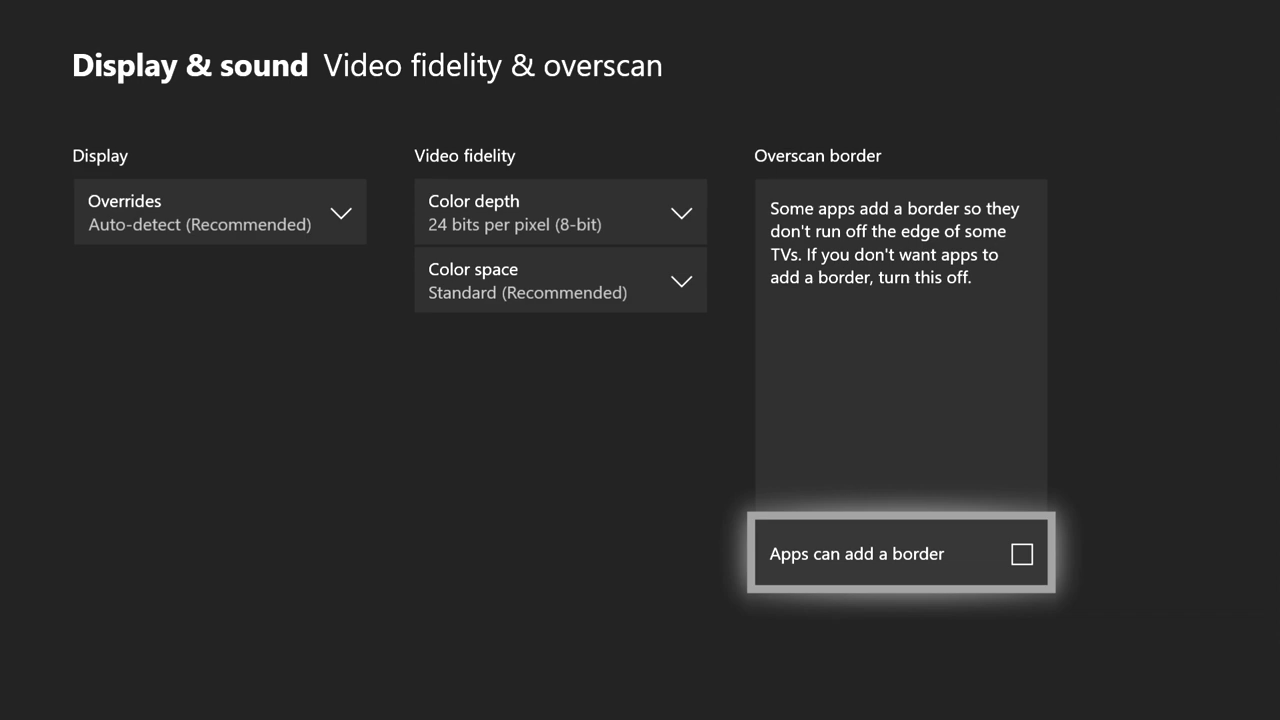 Display & sound Video fidelity & overscan
Display
Overrides
Auto-detect (Recommended)
Video fidelity
Color depth
24 bits per pixel (8-bit)
Color space
Standard (Recommended)
Overscan border
Some apps add a border so they
don't run off the edge of some
TVs. If you don't want apps to
add a border, turn this off.
Apps can add a border